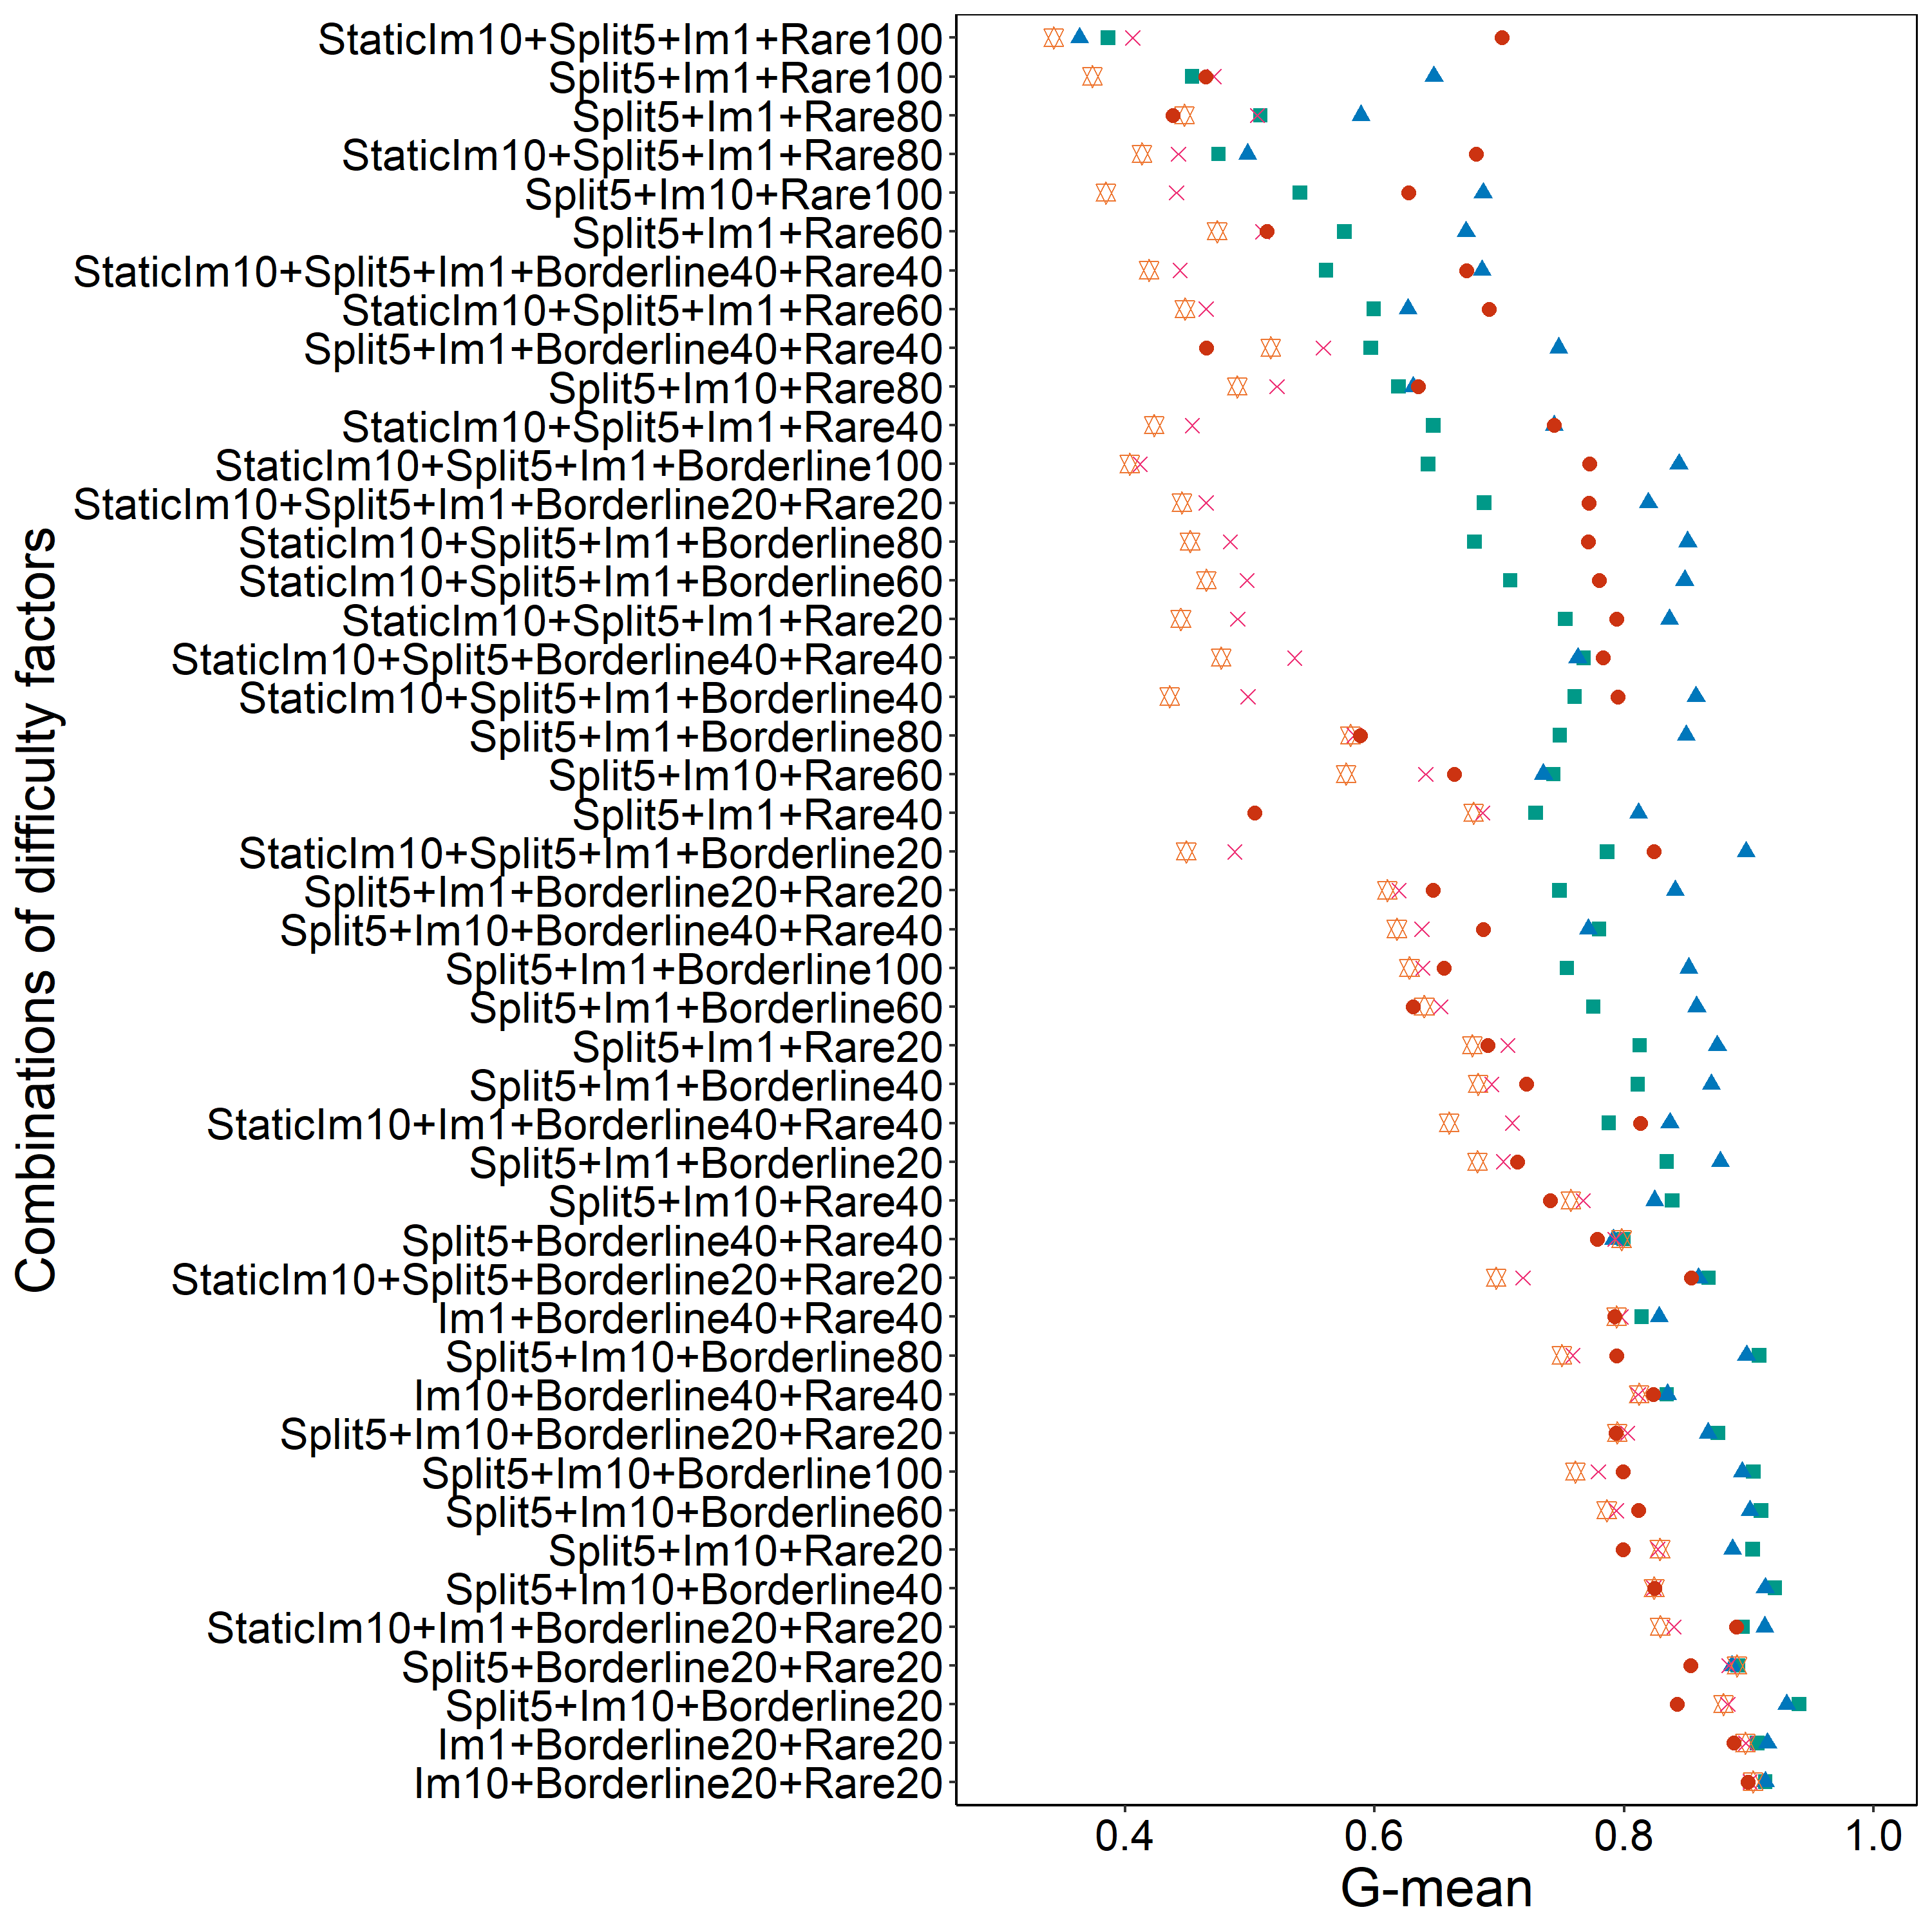 StaticIm10+Split5+Im1+Rare100
Split5+Im1+Rare100
Split5+Im1+Rare80
StaticIm10+Split5+Im1+Rare80
Split5+Im10+Rare100
Split5+Im1+Rare60
StaticIm10+Split5+Im1+Borderline40+Rare40
StaticIm10+Split5+Im1+Rare60
Split5+Im1+Borderline40+Rare40
Split5+Im10+Rare80
StaticIm10+Split5+Im1+Rare40
StaticIm10+Split5+Im1+Borderline100
StaticIm10+Split5+Im1+Borderline20+Rare20
StaticIm10+Split5+Im1+Borderline80
StaticIm10+Split5+Im1+Borderline60
StaticIm10+Split5+Im1+Rare20
StaticIm10+Split5+Borderline40+Rare40
StaticIm10+Split5+Im1+Borderline40
Split5+Im1+Borderline80
Split5+Im10+Rare60
Split5+Im1+Rare40
StaticIm10+Split5+Im1+Borderline20
Split5+Im1+Borderline20+Rare20
Split5+Im10+Borderline40+Rare40
Split5+Im1+Borderline100
Split5+Im1+Borderline60
Split5+Im1+Rare20
Split5+Im1+Borderline40
StaticIm10+Im1+Borderline40+Rare40
Split5+Im1+Borderline20
Split5+Im10+Rare40
Split5+Borderline40+Rare40
StaticIm10+Split5+Borderline20+Rare20
Im1+Borderline40+Rare40
Split5+Im10+Borderline80
Im10+Borderline40+Rare40
Split5+Im10+Borderline20+Rare20
Split5+Im10+Borderline100
Split5+Im10+Borderline60
Split5+Im10+Rare20
Split5+Im10+Borderline40
StaticIm10+Im1+Borderline20+Rare20
Split5+Borderline20+Rare20
Split5+Im10+Borderline20
Im1+Borderline20+Rare20
Im10+Borderline20+Rare20
Combinations of difficulty factors
0.4 0.6 0.8 1.0
G-mean